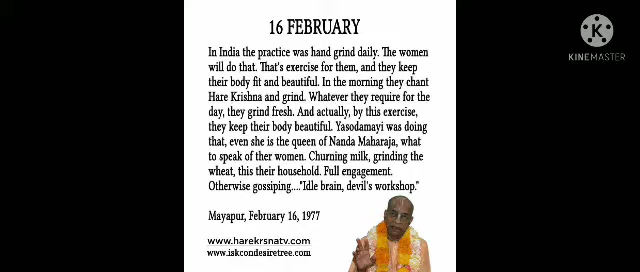 16 FEBRUARY
In India the practice was hand grind daily. The women
will do that. That's exercise for them, and they keep
their body fit and beautiful. In the morning they chant
Hare Krishna and grind. Whatever they require for the
day, they grind fresh. And actually, by this exercise,
they keep their body beautiful. Yasodamayi was doing
that, even she is the queen of Nanda Maharaja, what
to speak of ther women. Churning milk, grinding the
wheat, this their household. Full engagement.
Otherwise gossiping...."Idle brain, devil's workshop."
Mayapur, February 16, 1977
www.harekrsnatv.com
www.iskcondesiretree.com
KINEMASTER